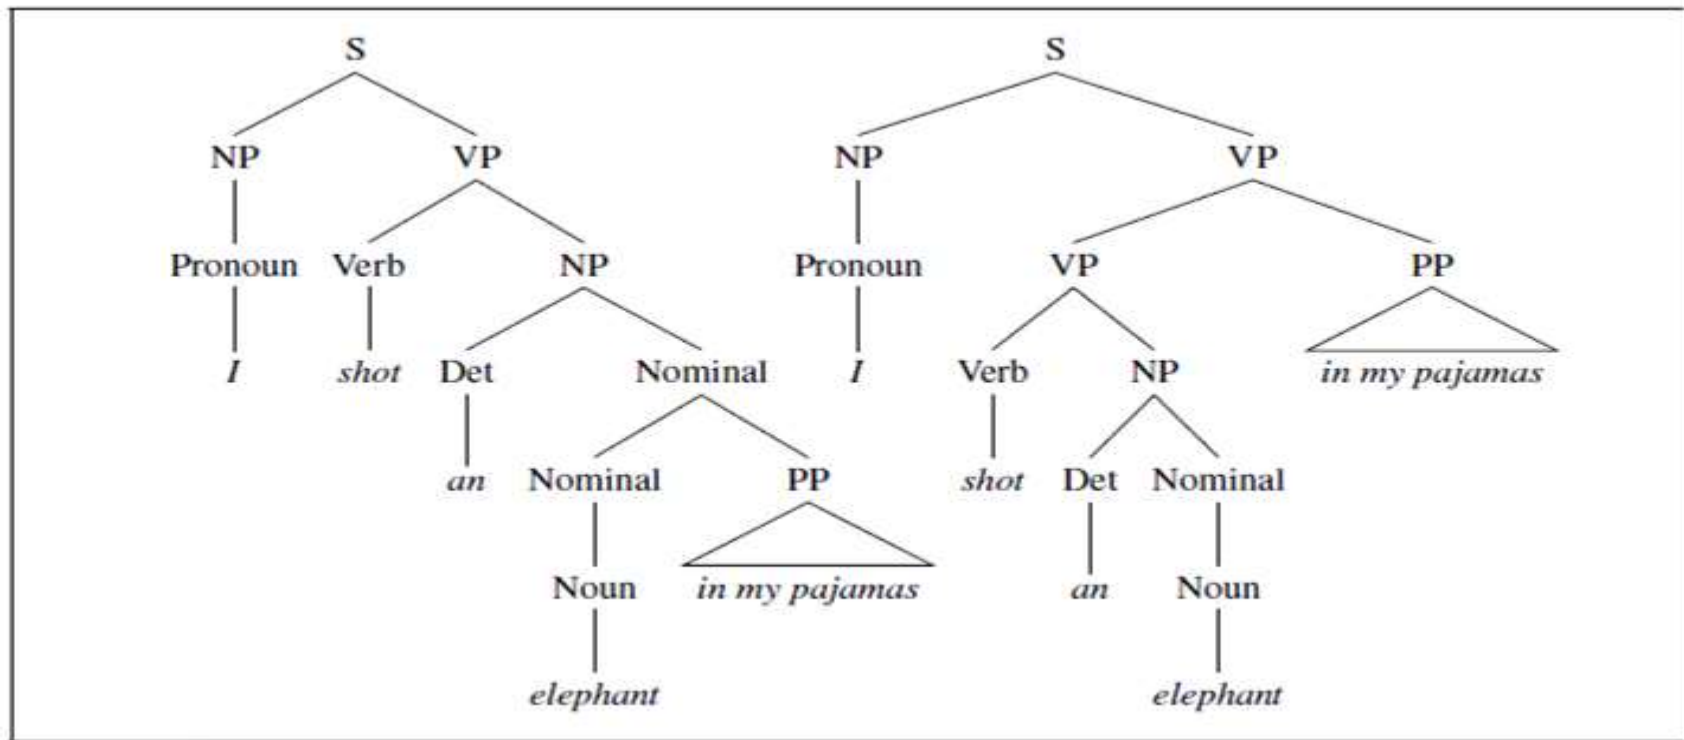 S S
NP VP NP VP
Pronoun Verb NP Pronoun VP PP
I shot Det Nominal I Verb NP in my pajamas
an Nominal PP shot Det Nominal
Noun in my pajamas an Noun
elephant elephant